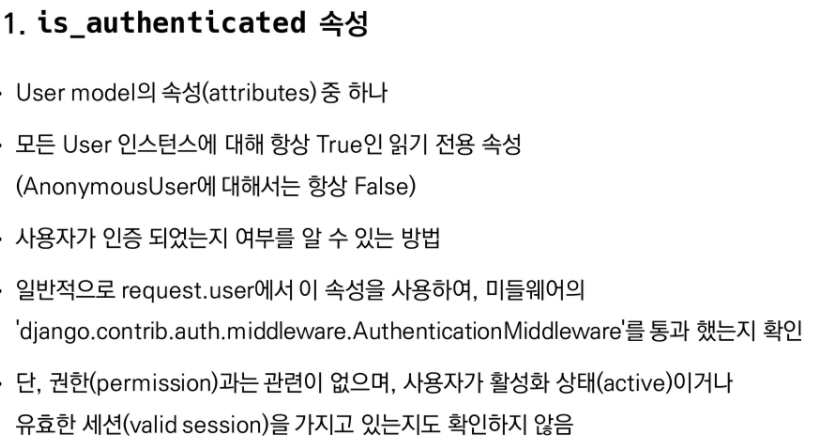 1. is_authenticated 속성
• User model의 속성(attributes) 중 하나
• 모든 User 인스턴스에 대해 항상 True인 읽기 전용 속성
(AnonymousUser에 대해서는 항상 False)
• 사용자가 인증 되었는지 여부를 알 수 있는 방법
• 일반적으로 request.user에서 이 속성을 사용하여, 미들웨어의
'django.contrib.auth.middleware.AuthenticationMiddleware'를 통과 했는지 확인
• 단, 권한(permission)과는 관련이 없으며, 사용자가 활성화 상태(active)이거나
유효한 세션(valid session)을 가지고 있는지도 확인하지 않음